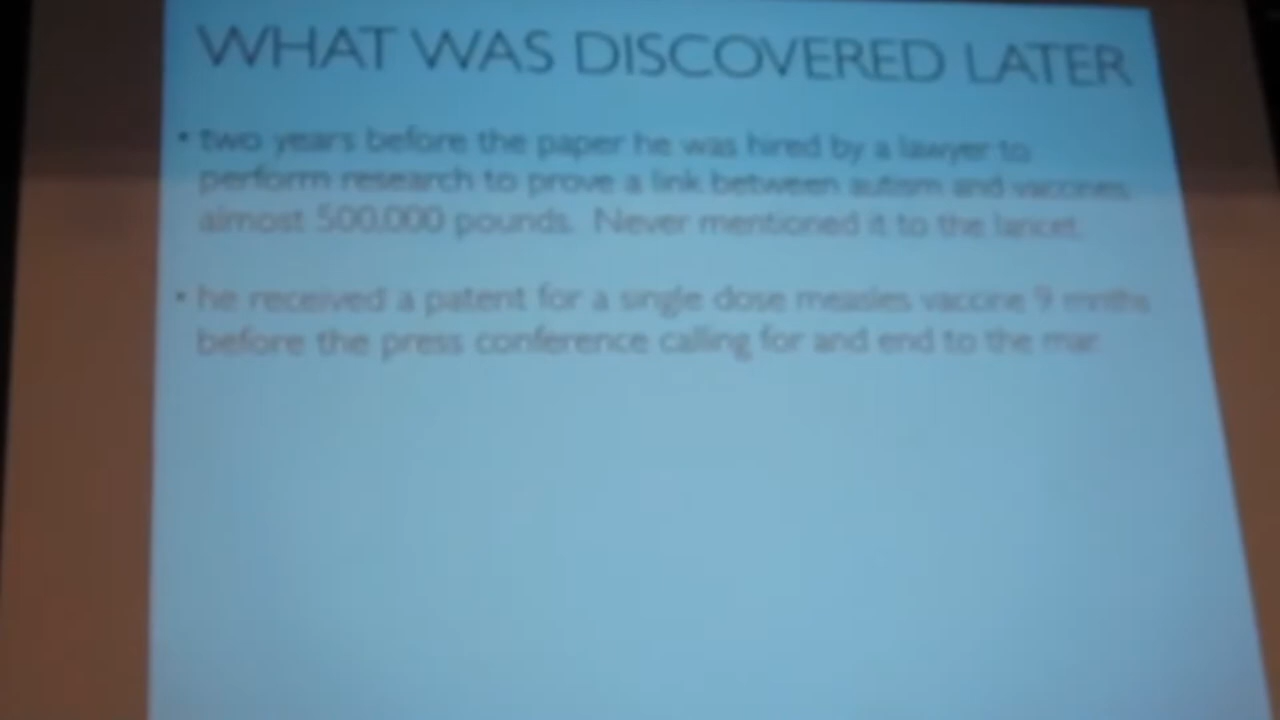 WHAT WAS DISCOVERED LATER
• two years before the paper he was hired by a lawyer to
perform research to prove a link between autism and vaccines,
almost 500,000 pounds. Never mentioned it to the lancet.
• he received a patent for a single dose measles vaccine 9 mnths
before the press conference calling for and end to the mar.